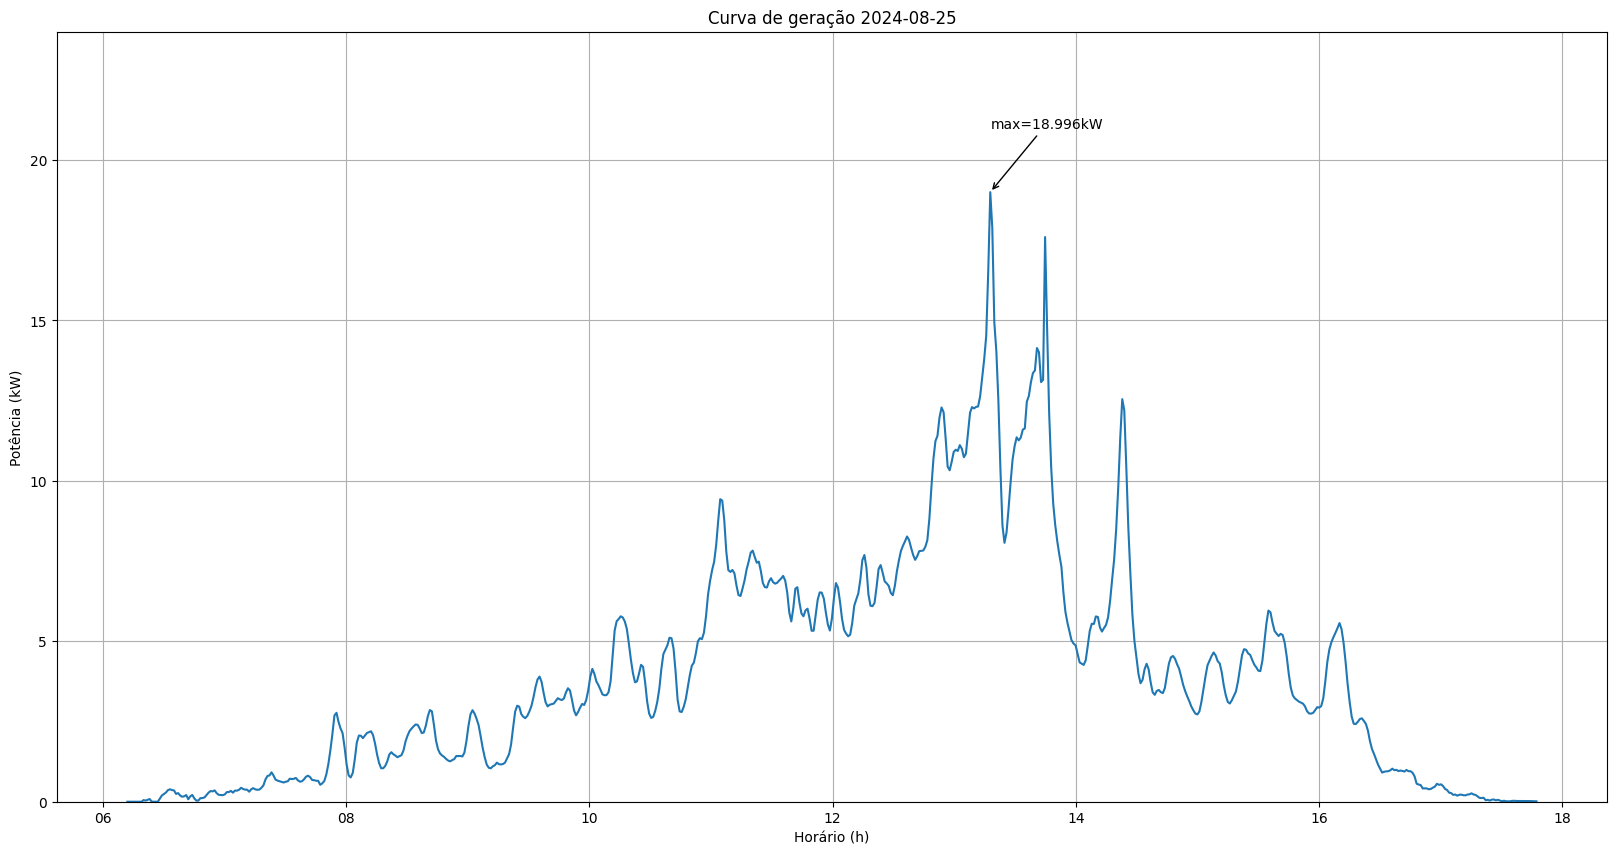 Curva de geração 2024-08-25
max=18.996kW
20
15
10
5
0
Potência (kW)
06 08 10 12 14 16 18
Horário (h)